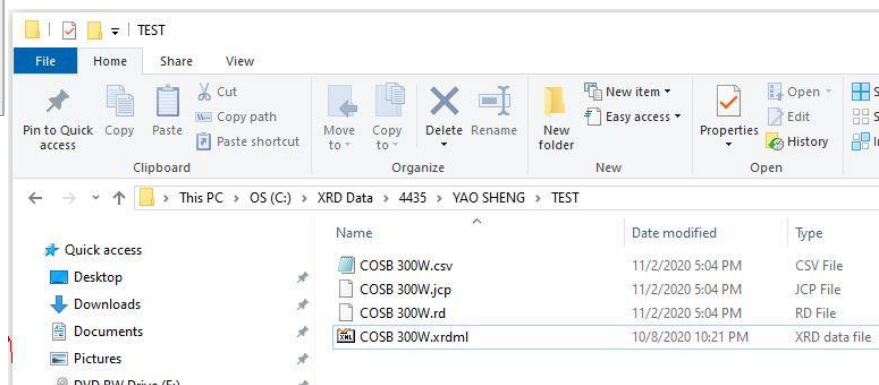 TEST
File Home Share View
Pin to Quick access
Copy
Paste
Cut
Copy path
Paste shortcut
Move to
Copy to
Delete
Rename
New folder
New item
Easy access
Properties
Open
Edit
History
Clipboard Organize New Open
This PC > OS (C:) > XRD Data > 4435 > YAO SHENG > TEST
Name Date modified Type
Quick access
Desktop
Downloads
Documents
Pictures
COSB 300W.csv 11/2/2020 5:04 PM CSV File
COSB 300W.jcp 11/2/2020 5:04 PM JCP File
COSB 300W.rd 11/2/2020 5:04 PM RD File
COSB 300W.xrdml 10/8/2020 10:21 PM XRD data file